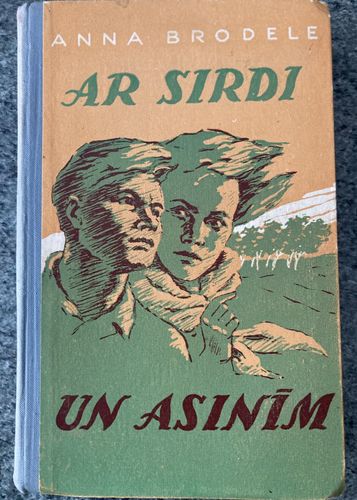 ANNA BRODELE
AR SIRDI
UN ASINĪM